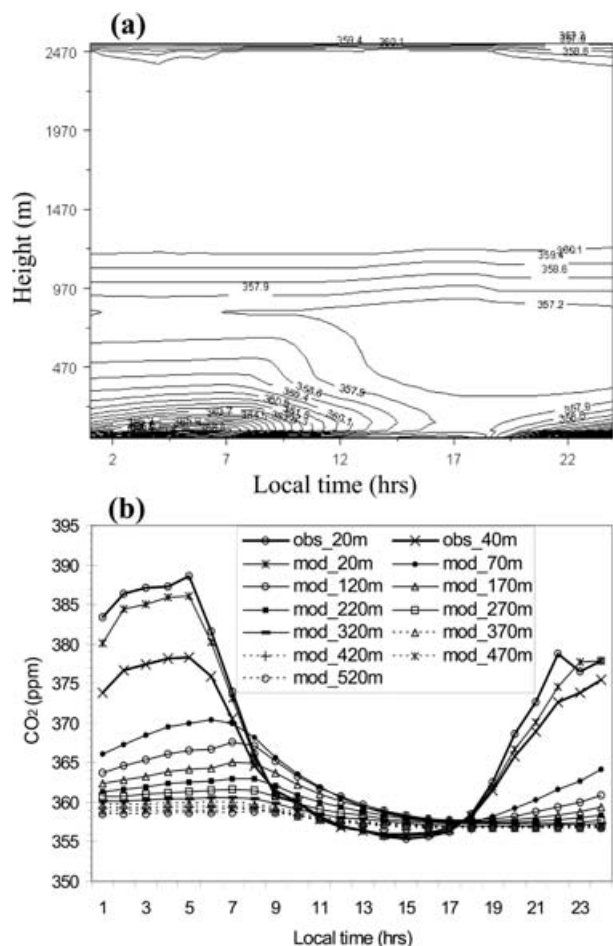 (a)
359.4
360.1
358.6
2470
1970
1470
970
470
Height (m)
360.1
359.4
358.6
357.9
357.2
358.6
357.9
359.4
360.1
357.9
2 7 12 17 22
Local time (hrs)
(b)
395
390
385
380
375
370
365
360
355
350
CO2 (ppm)
obs_20m obs_40m
mod_20m mod_70m
mod_120m mod_170m
mod_220m mod_270m
mod_320m mod_370m
mod_420m mod_470m
mod_520m
1 3 5 7 9 11 13 15 17 19 21 23
Local time (hrs)